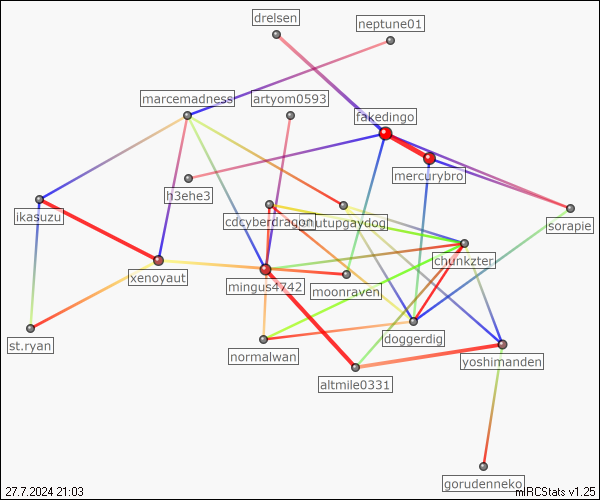 drelsen
neptune01
marcemadness
artyom0593
fakedingo
mercurybro
h3ehe3
ikasuzu
cdcyberdragon
utupgaydog
sorapie
chunkzter
xenoyaut
mingus4742
moonraven
doggerdig
st.ryan
normalwan
yoshimanden
altmile0331
gorudenneko
27.7.2024 21:03
mIRCStats v1.25